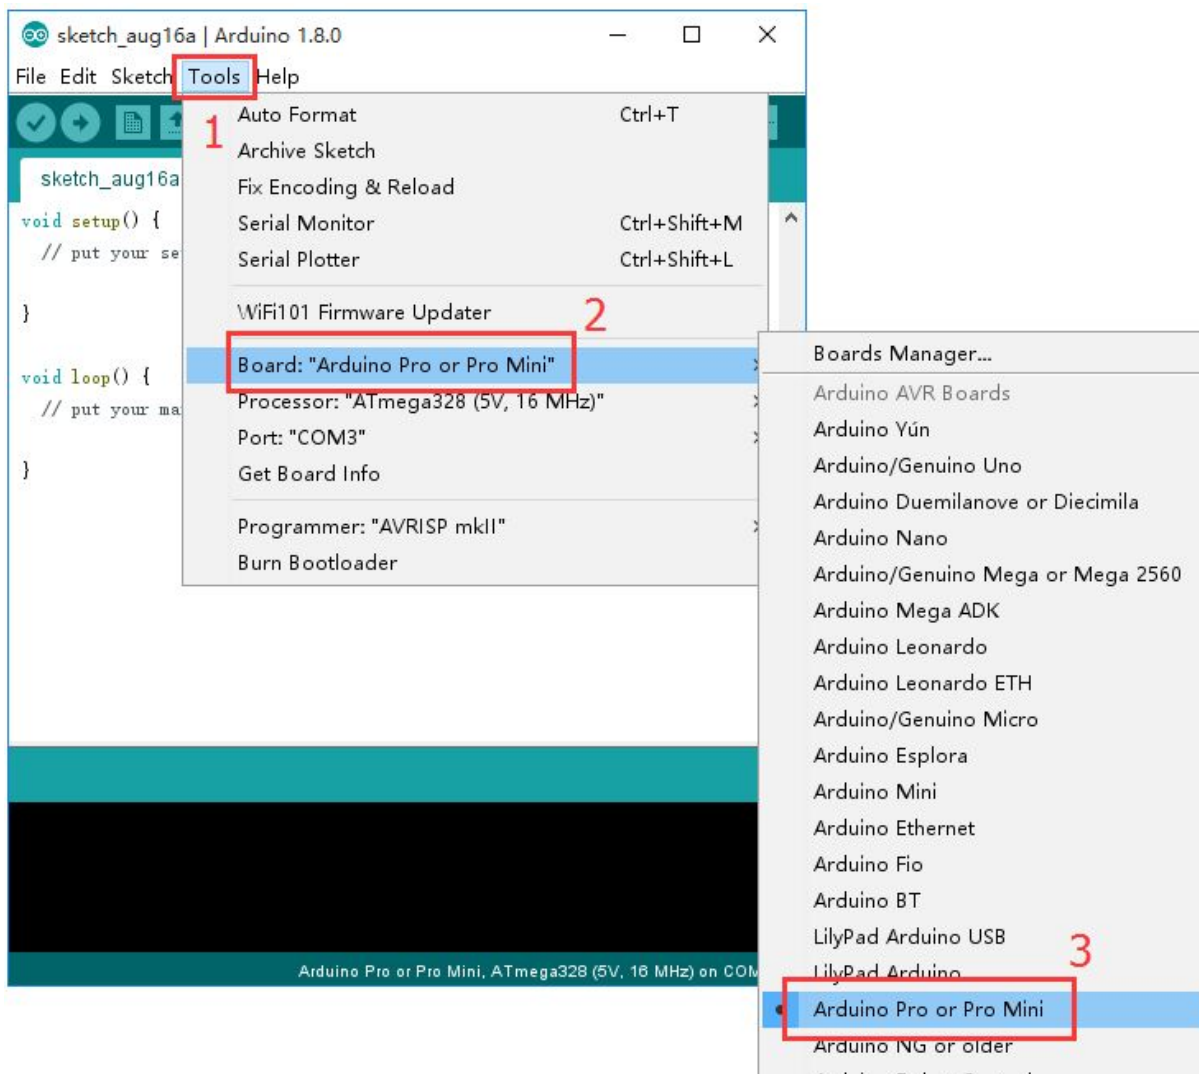 sketch_aug16a | Arduino 1.8.0
File Edit Sketch Tools Help
1
Auto Format Ctrl+T
Archive Sketch
sketch_aug16a
Fix Encoding & Reload
void setup() {
Serial Monitor Ctrl+Shift+M
// put your se
Serial Plotter Ctrl+Shift+L
}
WiFi101 Firmware Updater
2
Board: "Arduino Pro or Pro Mini"
void loop() {
Processor: "ATmega328 (5V, 16 MHz)"
// put your ma
Port: "COM3"
}
Get Board Info
Programmer: "AVRISP mkII"
Burn Bootloader
Boards Manager...
Arduino AVR Boards
Arduino Yún
Arduino/Genuino Uno
Arduino Duemilanove or Diecimila
Arduino Nano
Arduino/Genuino Mega or Mega 2560
Arduino Mega ADK
Arduino Leonardo
Arduino Leonardo ETH
Arduino/Genuino Micro
Arduino Esplora
Arduino Mini
Arduino Ethernet
Arduino Fio
Arduino BT
LilyPad Arduino USB
3
LilyPad Arduino
Arduino Pro or Pro Mini
Arduino NG or older
Arduino Pro or Pro Mini, ATmega328 (5V, 16 MHz) on COM